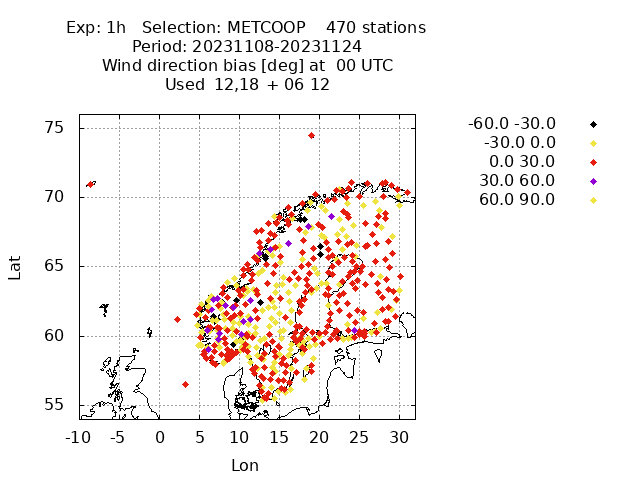 Exp: 1h   Selection: METCOOP    470 stations
Period: 20231108-20231124
Wind direction bias [deg] at  00 UTC
Used  12,18 + 06 12
-60.0 -30.0
-30.0 0.0
0.0 30.0
30.0 60.0
60.0 90.0
75
70
65
60
55
Lat
-10 -5 0 5 10 15 20 25 30
Lon